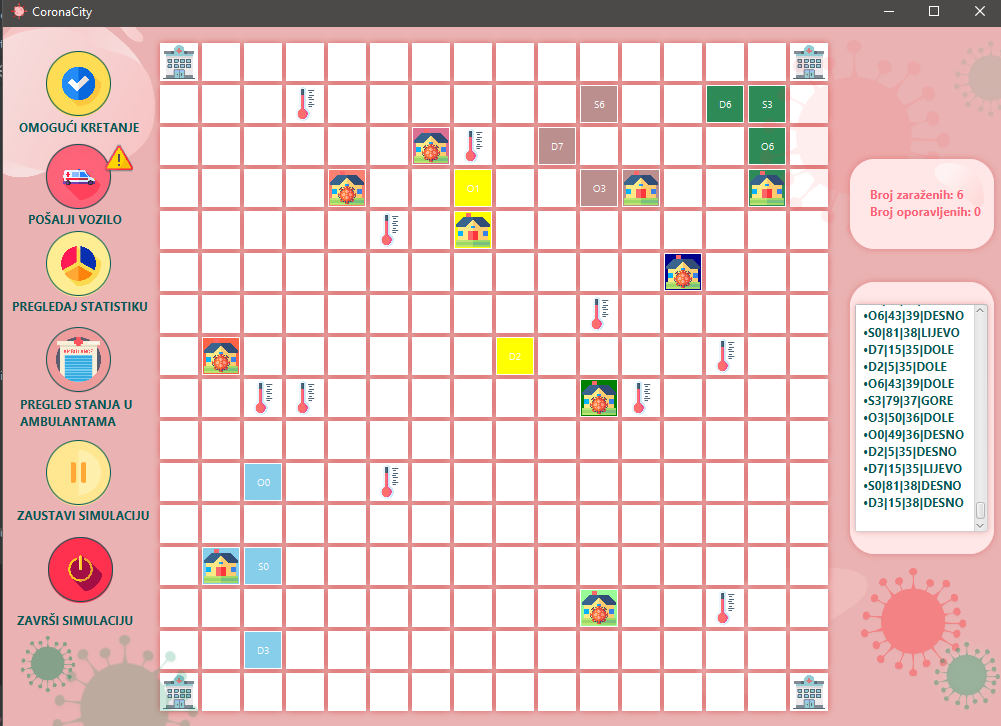 CoronaCity
OMOGUĆI KRETANJE
POŠALJI VOZILO
PREGLEDAJ STATISTIKU
PREGLED STANJA U
AMBULANTAMA
ZAUSTAVI SIMULACIJU
ZAVRŠI SIMULACIJU
S6
D6
S3
D7
O6
O1
O3
D2
O0
S0
D3
Broj zaraženih: 6
Broj oporavljenih: 0
•O6|43|39|DESNO
•S0|81|38|LIJEVO
•D7|15|35|DOLE
•D2|5|35|DOLE
•O6|43|39|DOLE
•S3|79|37|GORE
•O3|50|36|DOLE
•O0|49|36|DESNO
•D2|5|35|DESNO
•D7|15|35|LIJEVO
•S0|81|38|DESNO
•D3|15|38|DESNO